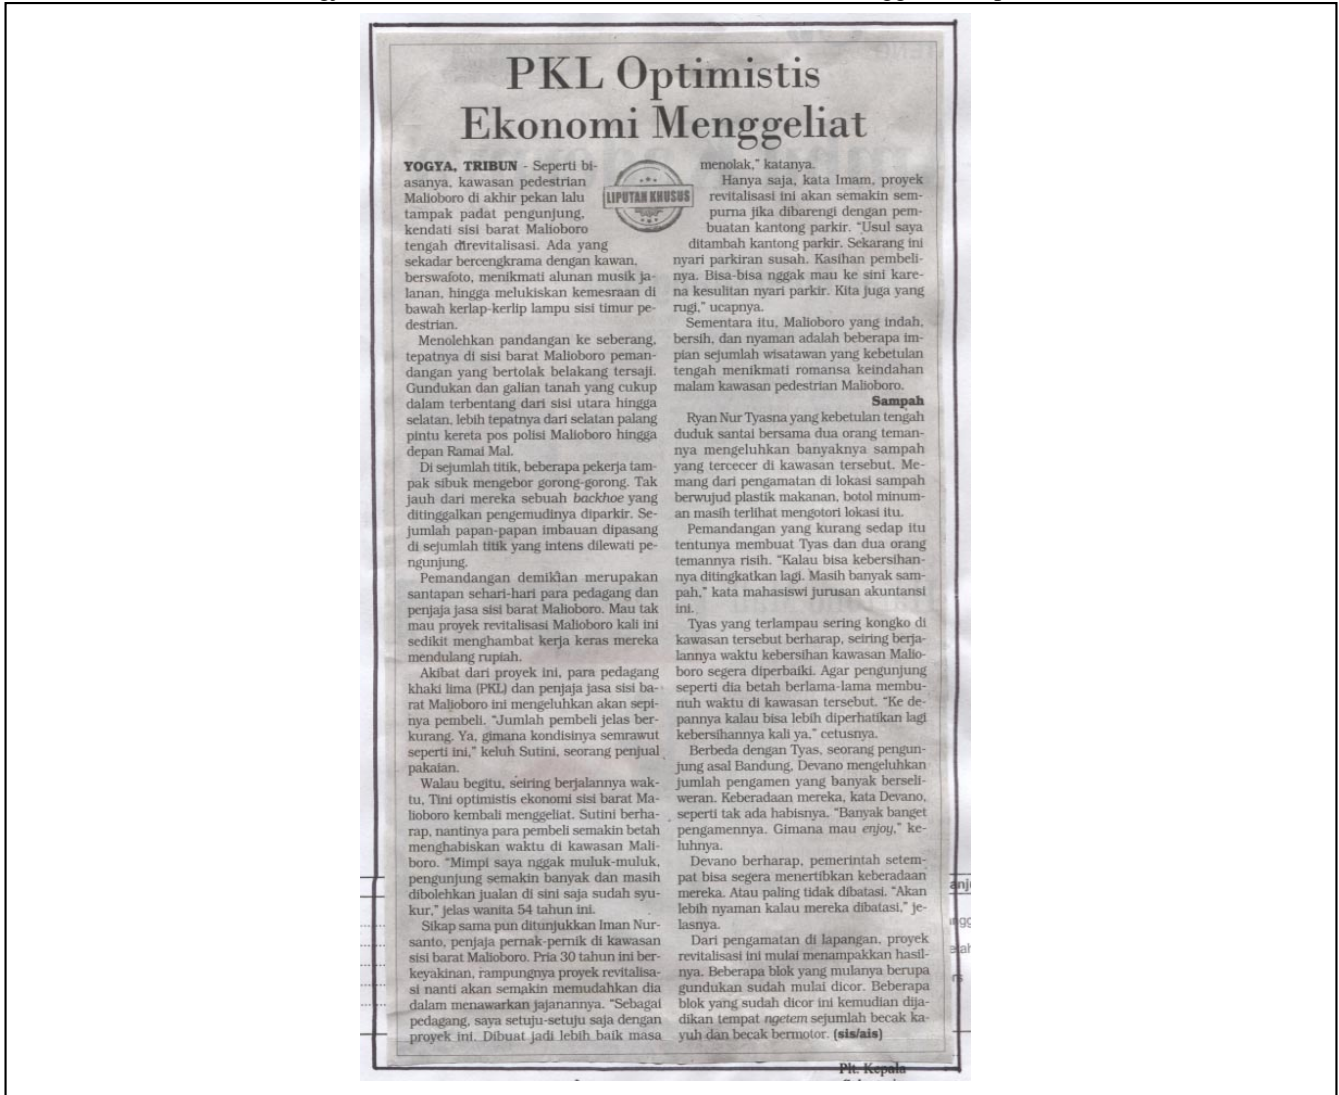 PKL Optimistis
Ekonomi Menggeliat
YOGYA, TRIBUN - Seperti bi-
asanya, kawasan pedestrian
Malioboro di akhir pekan lalu
tampak padat pengunjung,
kendati sisi barat Malioboro
tengah direvitalisasi. Ada yang
sekadar bercengkrama dengan kawan,
berswafoto, menikmati alunan musik ja-
lanan, hingga melukiskan kemesraan di
bawah kerlap-kerlip lampu sisi timur pe-
destrian.
Menolehkan pandangan ke seberang,
tepatnya di sisi barat Malioboro peman-
dangan yang bertolak belakang tersaji.
Gundukan dan galian tanah yang cukup
dalam terbentang dari sisi utara hingga
selatan, lebih tepatnya dari selatan palang
pintu kereta pos polisi Malioboro hingga
depan Ramai Mal.
Di sejumlah titik, beberapa pekerja tam-
pak sibuk mengebor gorong-gorong. Tak
jauh dari mereka sebuah backhoe yang
ditinggalkan pengemudinya diparkir. Se-
jumlah papan-papan imbauan dipasang
di sejumlah titik yang intens dilewati pe-
ngunjung.
Pemandangan demikian merupakan
santapan sehari-hari para pedagang dan
penjaja jasa sisi barat Malioboro. Mau tak
mau proyek revitalisasi Malioboro kali ini
sedikit menghambat kerja keras mereka
mendulang rupiah.
Akibat dari proyek ini, para pedagang
khaki lima (PKL) dan penjaja jasa sisi ba-
rat Malioboro ini mengeluhkan akan sepi-
nya pembeli. "Jumlah pembeli jelas ber-
kurang. Ya, gimana kondisinya semrawut
seperti ini," keluh Sutini, seorang penjual
pakaian.
Walau begitu, seiring berjalannya wak-
tu, Tini optimistis ekonomi sisi barat Ma-
lioboro kembali menggeliat. Sutini berha-
rap, nantinya para pembeli semakin betah
menghabiskan waktu di kawasan Mali-
boro. "Mimpi saya nggak muluk-muluk,
pengunjung semakin banyak dan masih
dibolehkan jualan di sini saja sudah syu-
kur," jelas wanita 54 tahun ini.
Sikap sama pun ditunjukkan Iman Nur-
santo, penjaja pernak-pernik di kawasan
sisi barat Malioboro. Pria 30 tahun ini ber-
keyakinan, rampungnya proyek revitalisa-
si nanti akan semakin memudahkan dia
dalam menawarkan jajanannya. "Sebagai
pedagang, saya setuju-setuju saja dengan
proyek ini. Dibuat jadi lebih baik masa
LIPUTAN KHUSUS
menolak," katanya.
Hanya saja, kata Imam, proyek
revitalisasi ini akan semakin sem-
purna jika dibarengi dengan pem-
buatan kantong parkir. "Usul saya
ditambah kantong parkir. Sekarang ini
nyari parkiran susah. Kasihan pembeli-
nya. Bisa-bisa nggak mau ke sini kare-
na kesulitan nyari parkir. Kita juga yang
rugi," ucapnya.
Sementara itu, Malioboro yang indah,
bersih, dan nyaman adalah beberapa im-
pian sejumlah wisatawan yang kebetulan
tengah menikmati romansa keindahan
malam kawasan pedestrian Malioboro.
Sampah
Ryan Nur Tyasna yang kebetulan tengah
duduk santai bersama dua orang teman-
nya mengeluhkan banyaknya sampah
yang tercecer di kawasan tersebut. Me-
mang dari pengamatan di lokasi sampah
berwujud plastik makanan, botol minum-
an masih terlihat mengotori lokasi itu.
Pemandangan yang kurang sedap itu
tentunya membuat Tyas dan dua orang
temannya risih. "Kalau bisa kebersihan-
nya ditingkatkan lagi. Masih banyak sam-
pah," kata mahasiswi jurusan akuntansi
ini.
Tyas yang terlampau sering kongko di
kawasan tersebut berharap, seiring berja-
lannya waktu kebersihan kawasan Malio-
boro segera diperbaiki. Agar pengunjung
seperti dia betah berlama-lama membu-
nuh waktu di kawasan tersebut. "Ke de-
pannya kalau bisa lebih diperhatikan lagi
kebersihannya kali ya," cetusnya.
Berbeda dengan Tyas, seorang pengun-
jung asal Bandung, Devano mengeluhkan
jumlah pengamen yang banyak berseli-
weran. Keberadaan mereka, kata Devano,
seperti tak ada habisnya. "Banyak banget
pengamennya. Gimana mau enjoy," ke-
luhnya.
Devano berharap, pemerintah setem-
pat bisa segera menertibkan keberadaan
mereka. Atau paling tidak dibatasi. "Akan
lebih nyaman kalau mereka dibatasi," je-
lasnya.
Dari pengamatan di lapangan, proyek
revitalisasi ini mulai menampakkan hasil-
nya. Beberapa blok yang mulanya berupa
gundukan sudah mulai dicor. Beberapa
blok yang sudah dicor ini kemudian dija-
dikan tempat ngetem sejumlah becak ka-
yuh dan becak bermotor. (sis/ais)
Plt. Kepala